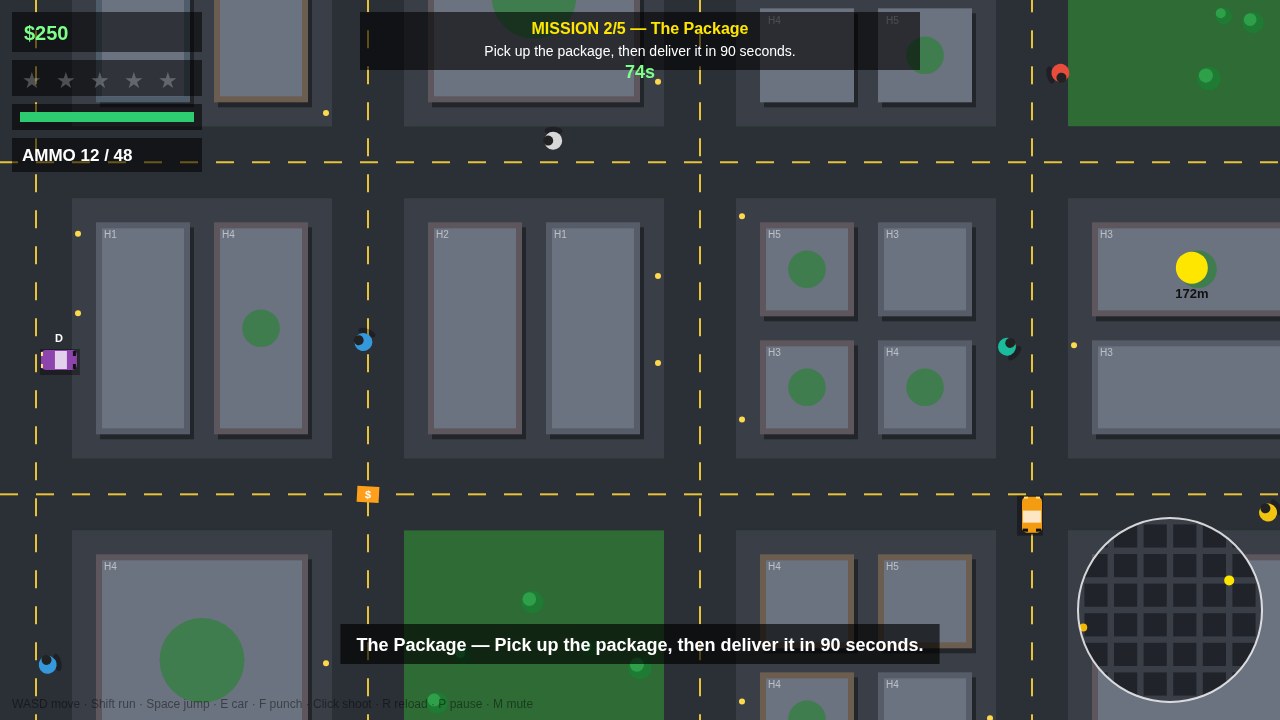 $250
MISSION 2/5 — The Package
Pick up the package, then deliver it in 90 seconds.
74s
H4
H5
AMMO 12 / 48
H1
H4
H2
H1
H5
H3
H3
172m
D
H3
H4
H3
$
H4
H4
H5
The Package — Pick up the package, then deliver it in 90 seconds.
H4
H4
WASD move · Shift run · Space jump · E car · F punch · Click shoot · R reload · P pause · M mute